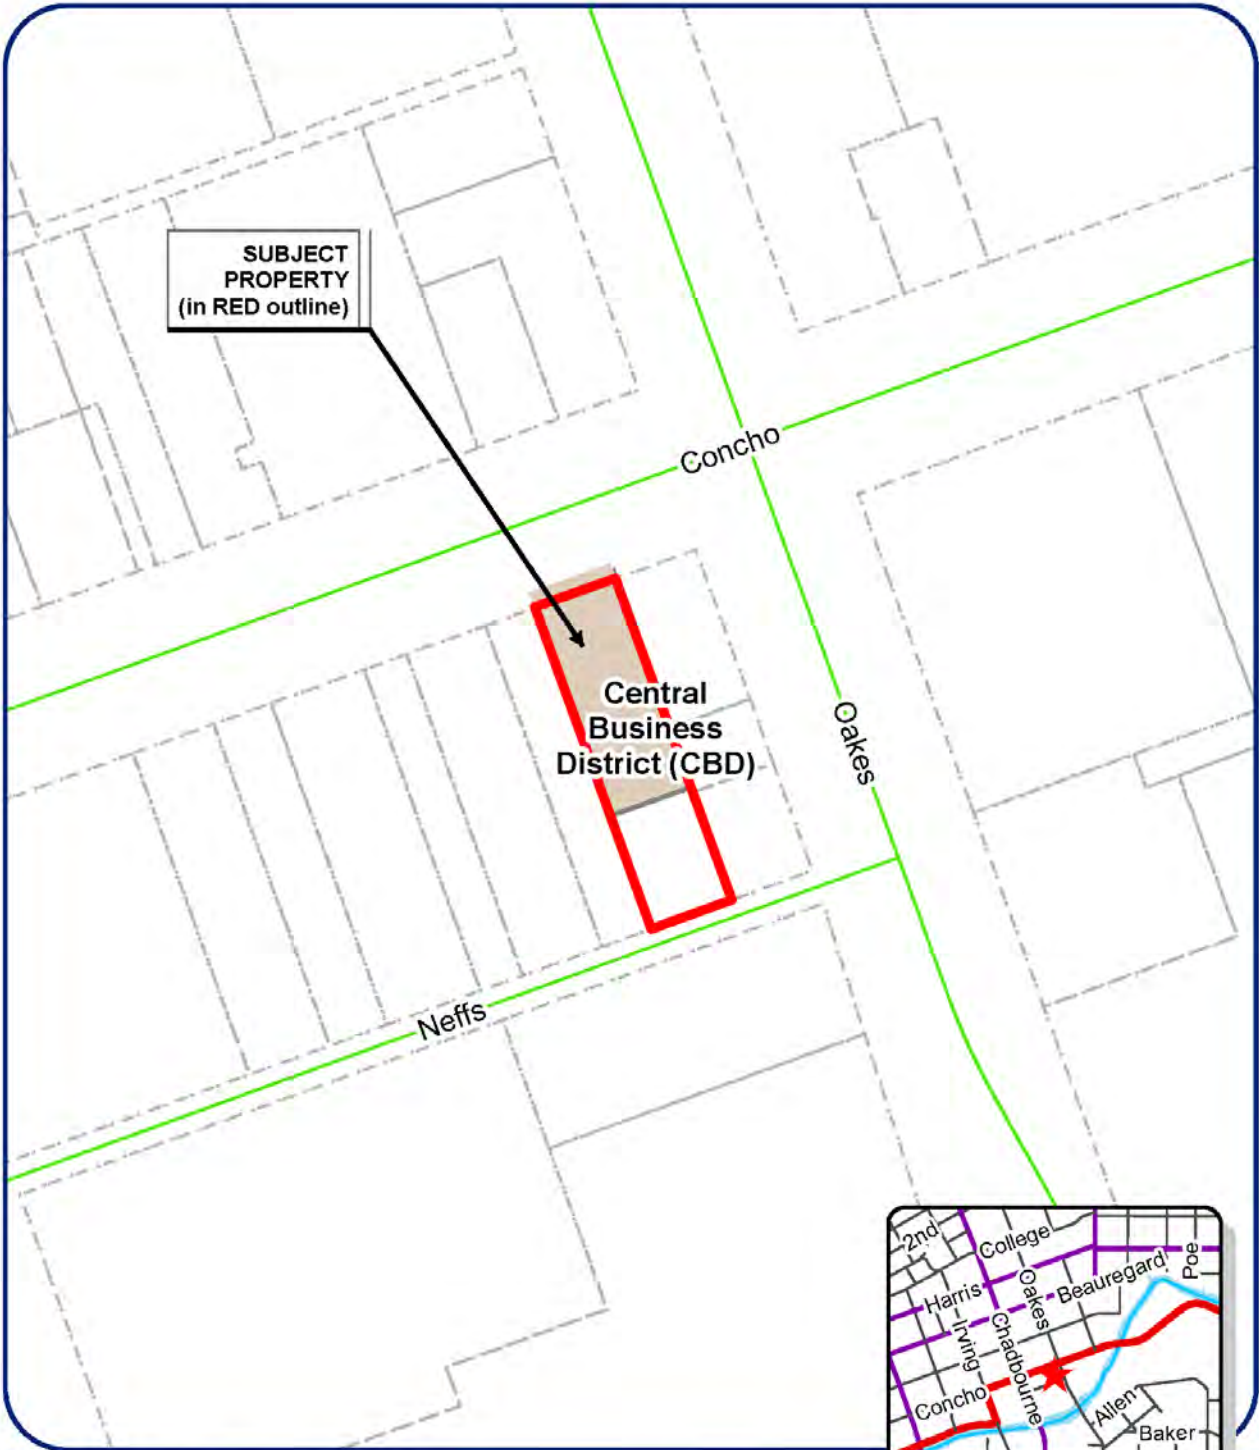 SUBJECT
PROPERTY
(in RED outline)
Concho
Central
Business
District (CBD)
Oakes
Neffs
2nd
College
Poe
Harris
Oakes
Beauregard
Irving
Chadbourne
Concho
Allen
Baker